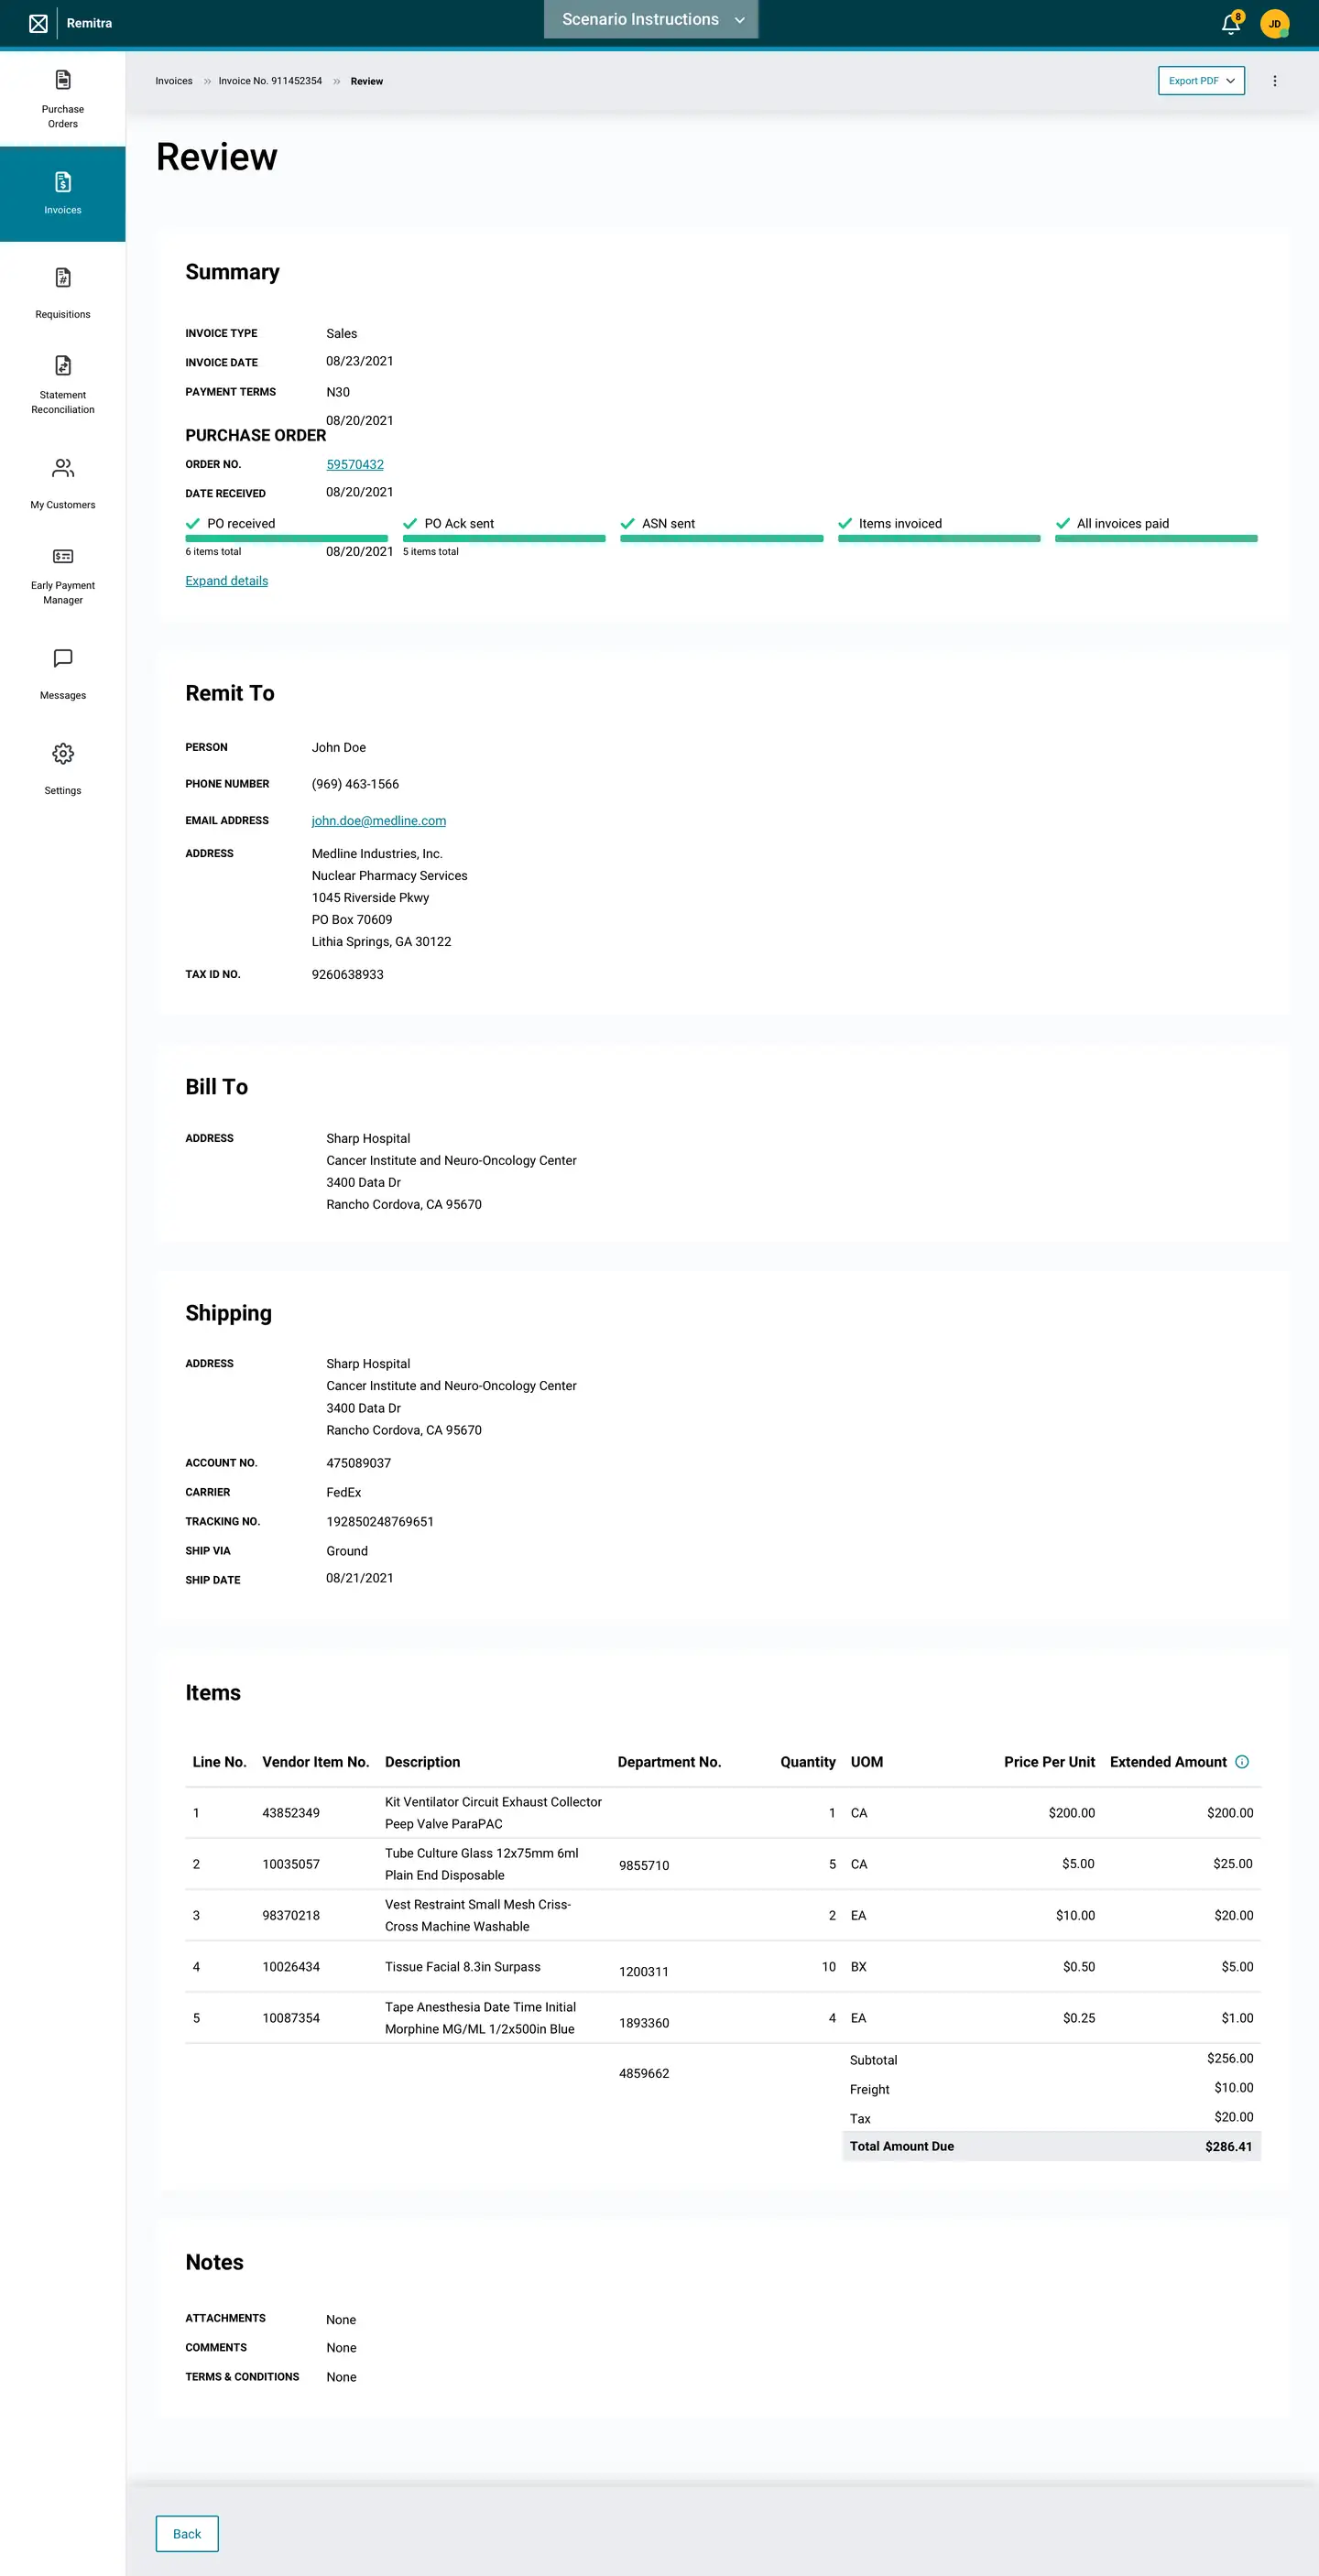 Remitra
Scenario Instructions
8
JD
Purchase
Orders
Invoices
Requisitions
Statement
Reconciliation
My Customers
Early Payment
Manager
Messages
Settings
Invoices » Invoice No. 911452354 » Review
Export PDF
Review
Summary
INVOICE TYPE Sales
INVOICE DATE 08/23/2021
PAYMENT TERMS N30
08/20/2021
PURCHASE ORDER
ORDER NO. 59570432
DATE RECEIVED 08/20/2021
PO received PO Ack sent ASN sent Items invoiced All invoices paid
6 items total 08/20/2021 5 items total
Expand details
Remit To
PERSON John Doe
PHONE NUMBER (969) 463-1566
EMAIL ADDRESS john.doe@medline.com
ADDRESS Medline Industries, Inc.
Nuclear Pharmacy Services
1045 Riverside Pkwy
PO Box 70609
Lithia Springs, GA 30122
TAX ID NO. 9260638933
Bill To
ADDRESS Sharp Hospital
Cancer Institute and Neuro-Oncology Center
3400 Data Dr
Rancho Cordova, CA 95670
Shipping
ADDRESS Sharp Hospital
Cancer Institute and Neuro-Oncology Center
3400 Data Dr
Rancho Cordova, CA 95670
ACCOUNT NO. 475089037
CARRIER FedEx
TRACKING NO. 192850248769651
SHIP VIA Ground
SHIP DATE 08/21/2021
Items
Line No. Vendor Item No. Description Department No. Quantity UOM Price Per Unit Extended Amount
Kit Ventilator Circuit Exhaust Collector
1 43852349 1 CA $200.00 $200.00
Peep Valve ParaPAC
Tube Culture Glass 12x75mm 6ml
2 10035057 9855710 5 CA $5.00 $25.00
Plain End Disposable
Vest Restraint Small Mesh Criss-
3 98370218 2 EA $10.00 $20.00
Cross Machine Washable
4 10026434 Tissue Facial 8.3in Surpass 1200311 10 BX $0.50 $5.00
Tape Anesthesia Date Time Initial
5 10087354 1893360 4 EA $0.25 $1.00
Morphine MG/ML 1/2x500in Blue
Subtotal $256.00
4859662
Freight $10.00
Tax $20.00
Total Amount Due $286.41
Notes
ATTACHMENTS None
COMMENTS None
TERMS & CONDITIONS None
Back